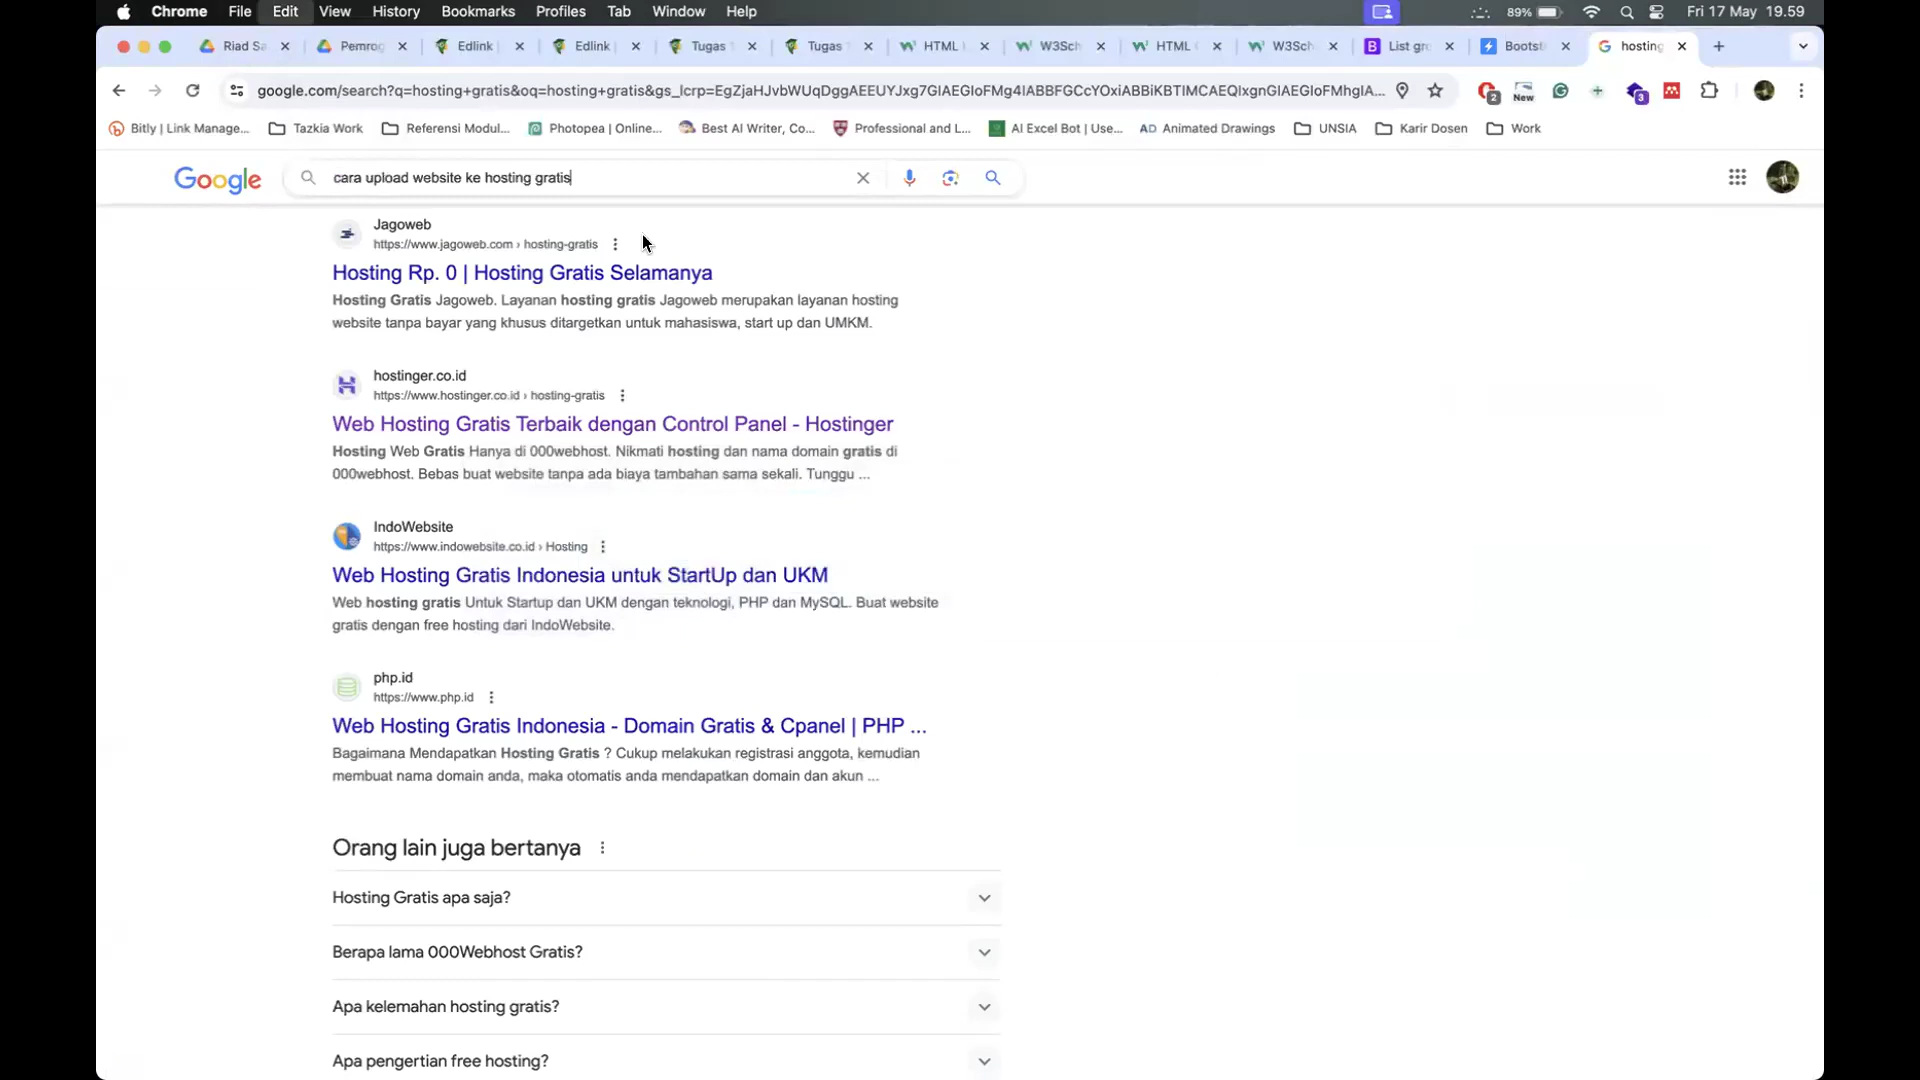 Chrome File Edit View History Bookmarks Profiles Tab Window Help 89% Fri 17 May 19.59
Riad Sa Pemrog Edlink Edlink Tugas Tugas HTML W3Sch HTML W3Sch List gr Bootst hosting
google.com/search?q=hosting+gratis&oq=hosting+gratis&gs_lcrp=EgZjaHJvbWUqDggAEEUYJxg7GIAEGIoFMg4IABBFGCcYOxiABBiKBTIMCAEQIxgnGIAEGIoFMhgIA... 2 New 3
Bitly | Link Manage... Tazkia Work Referensi Modul... Photopea | Online... Best AI Writer, Co... Professional and L... AI Excel Bot | Use... AD Animated Drawings UNSIA Karir Dosen Work
Google cara upload website ke hosting gratis
Jagoweb
https://www.jagoweb.com › hosting-gratis
Hosting Rp. 0 | Hosting Gratis Selamanya
Hosting Gratis Jagoweb. Layanan hosting gratis Jagoweb merupakan layanan hosting
website tanpa bayar yang khusus ditargetkan untuk mahasiswa, start up dan UMKM.
hostinger.co.id
https://www.hostinger.co.id › hosting-gratis
Web Hosting Gratis Terbaik dengan Control Panel - Hostinger
Hosting Web Gratis Hanya di 000webhost. Nikmati hosting dan nama domain gratis di
000webhost. Bebas buat website tanpa ada biaya tambahan sama sekali. Tunggu ...
IndoWebsite
https://www.indowebsite.co.id › Hosting
Web Hosting Gratis Indonesia untuk StartUp dan UKM
Web hosting gratis Untuk Startup dan UKM dengan teknologi, PHP dan MySQL. Buat website
gratis dengan free hosting dari IndoWebsite.
php.id
https://www.php.id
Web Hosting Gratis Indonesia - Domain Gratis & Cpanel | PHP ...
Bagaimana Mendapatkan Hosting Gratis ? Cukup melakukan registrasi anggota, kemudian
membuat nama domain anda, maka otomatis anda mendapatkan domain dan akun ...
Orang lain juga bertanya
Hosting Gratis apa saja?
Berapa lama 000Webhost Gratis?
Apa kelemahan hosting gratis?
Apa pengertian free hosting?